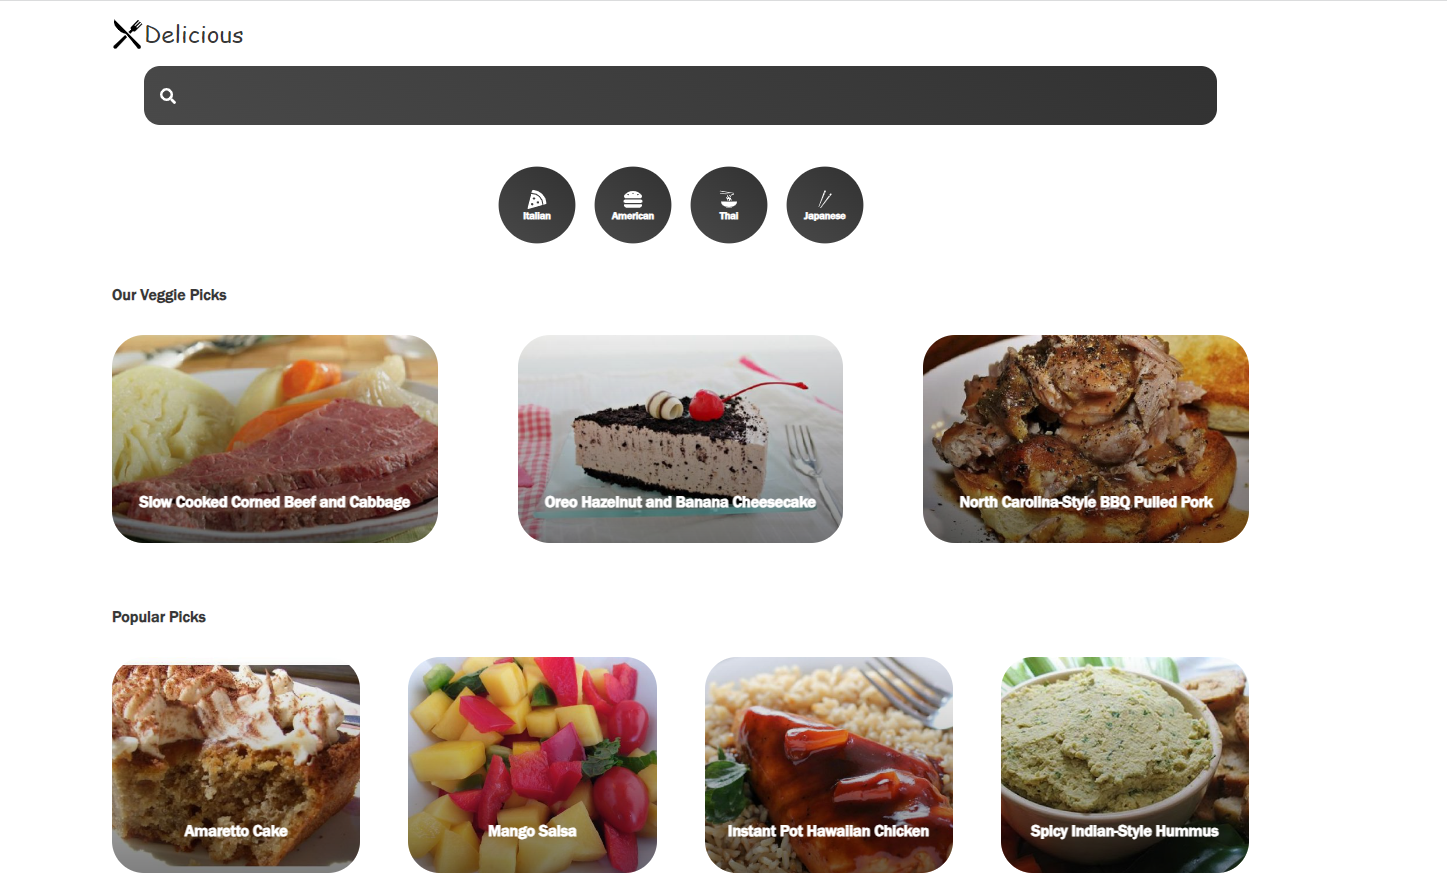 Delicious
Italian
American
Thai
Japanese
Our Veggie Picks
Slow Cooked Corned Beef and Cabbage
Oreo Hazelnut and Banana Cheesecake
North Carolina-Style BBQ Pulled Pork
Popular Picks
Amaretto Cake
Mango Salsa
Instant Pot Hawaiian Chicken
Spicy Indian-Style Hummus